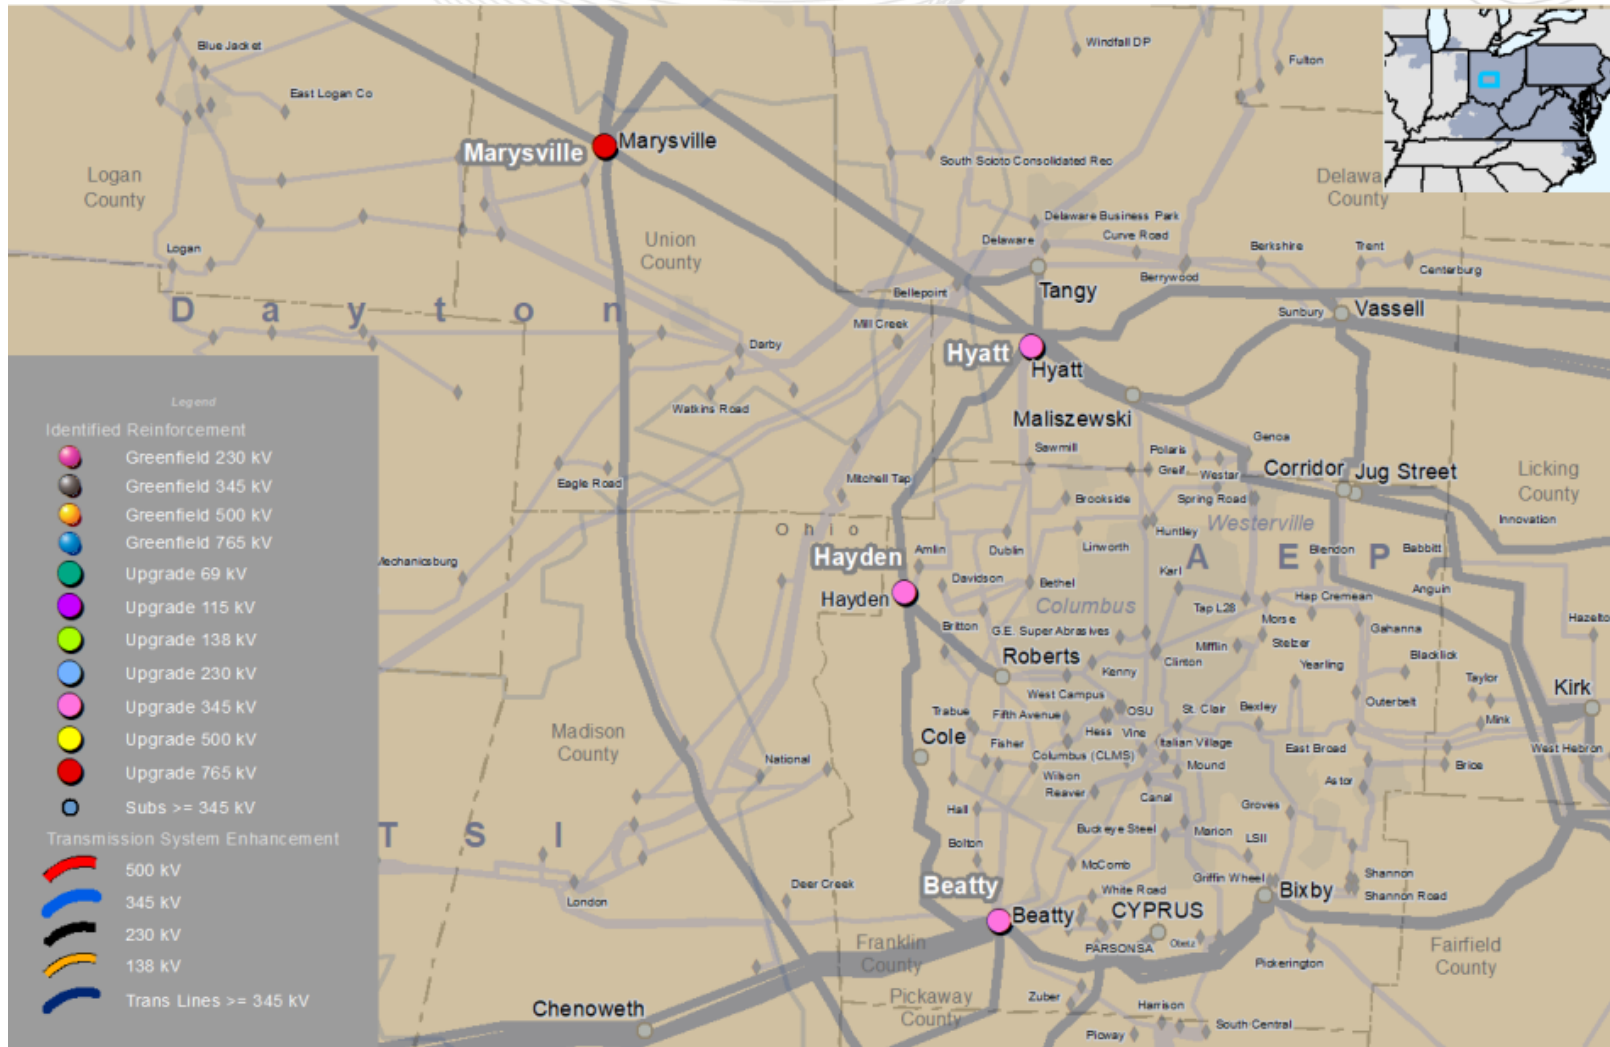 Blue Jacket
Windfall DP
Fulton
East Logan Co
Marysville
Marysville
South Scioto Consolidated Rec
Logan
County
Delawa
County
Delaware Business Park
Union
County
Delaware
Curve Road
Berkshire
Trent
Logan
Centerburg
Berrywood
Bellepoint
Tangy
D a y t o n
Sunbury
Vassell
Mill Creek
Darby
Hyatt
Hyatt
Watkins Road
Maliszewski
Genoa
Sawmill
Polaris
Greif
Westar
Corridor
Jug Street
Licking
County
Mitchell Tap
Eagle Road
Brookside
Spring Road
Westerville
Innovation
O h i o
Huntley
Dublin
Linworth
Blendon
Babbitt
Amlin
A E P
Hayden
Mechanicsburg
Davidson
Bethel
Karl
Anguin
Hayden
Columbus
Tap L28
Hap Cremean
Morse
Gahanna
Hazelto
Britton
G.E. Super Abrasives
Mifflin
Stelzer
Roberts
Kenny
Clinton
Yearling
Blacklick
Taylor
Kirk
West Campus
Outerbelt
Trabue
Fifth Avenue
OSU
St. Clair
Bexley
Mink
Madison
County
Cole
Hess
Vine
Fisher
Italian Village
East Broad
West Hebron
National
Columbus (CLMS)
Mound
Brice
Wilson
Astor
Reaver
Canal
Hall
Groves
Buckeye Steel
Marion
Bolton
LSII
McComb
Beatty
Deer Creek
Griffin Wheel
Shannon
White Road
Bixby
Shannon Road
London
Beatty
CYPRUS
Franklin
County
PARSONSA
Obetz
Fairfield
County
Pickerington
Pickaway
County
Chenoweth
Zuber
Harrison
South Central
Ploway
T S I
Legend
Identified Reinforcement
Greenfield 230 kV
Greenfield 345 kV
Greenfield 500 kV
Greenfield 765 kV
Upgrade 69 kV
Upgrade 115 kV
Upgrade 138 kV
Upgrade 230 kV
Upgrade 345 kV
Upgrade 500 kV
Upgrade 765 kV
Subs >= 345 kV
Transmission System Enhancement
500 kV
345 kV
230 kV
138 kV
Trans Lines >= 345 kV